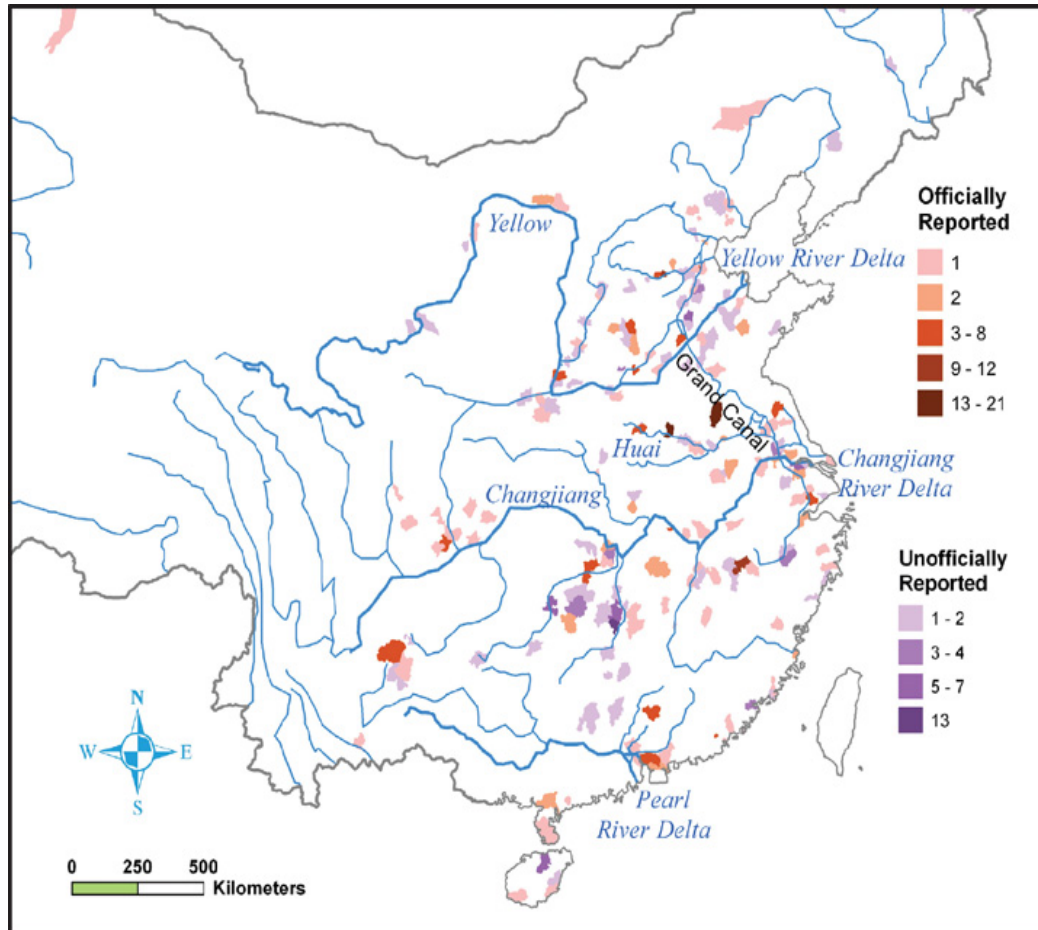 Yellow
Yellow River Delta
Grand Canal
Huai
Changjiang
Changjiang
River Delta
Pearl
River Delta
Officially
Reported
1
2
3 - 8
9 - 12
13 - 21
Unofficially
Reported
1 - 2
3 - 4
5 - 7
13
N
W
E
S
0
250
500
Kilometers